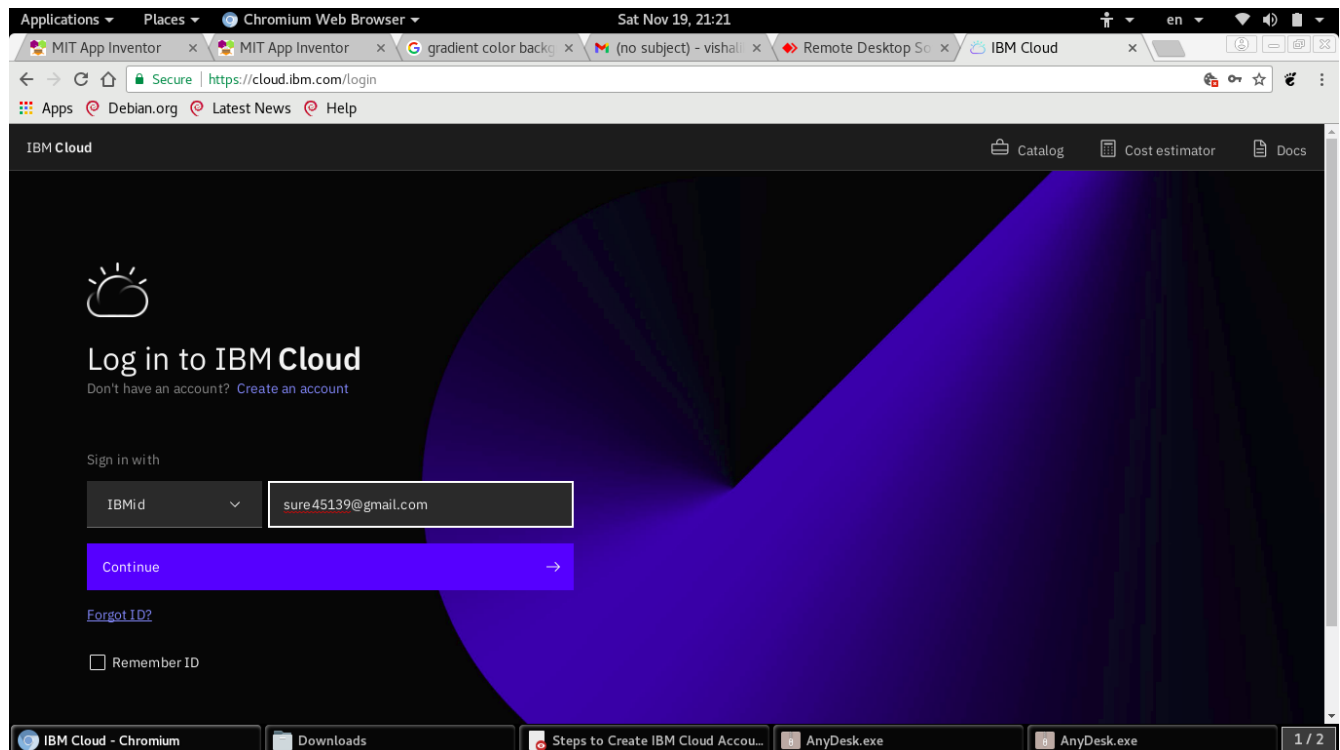 Applications Places Chromium Web Browser Sat Nov 19, 21:21 en
MIT App Inventor MIT App Inventor gradient color backg (no subject) - vishali Remote Desktop So IBM Cloud
Secure https://cloud.ibm.com/login
Apps Debian.org Latest News Help
IBM Cloud Catalog Cost estimator Docs
Log in to IBM Cloud
Don't have an account? Create an account
Sign in with
IBMid sure45139@gmail.com
Continue
Forgot ID?
Remember ID
IBM Cloud - Chromium Downloads Steps to Create IBM Cloud Accou... AnyDesk.exe AnyDesk.exe 1 / 2